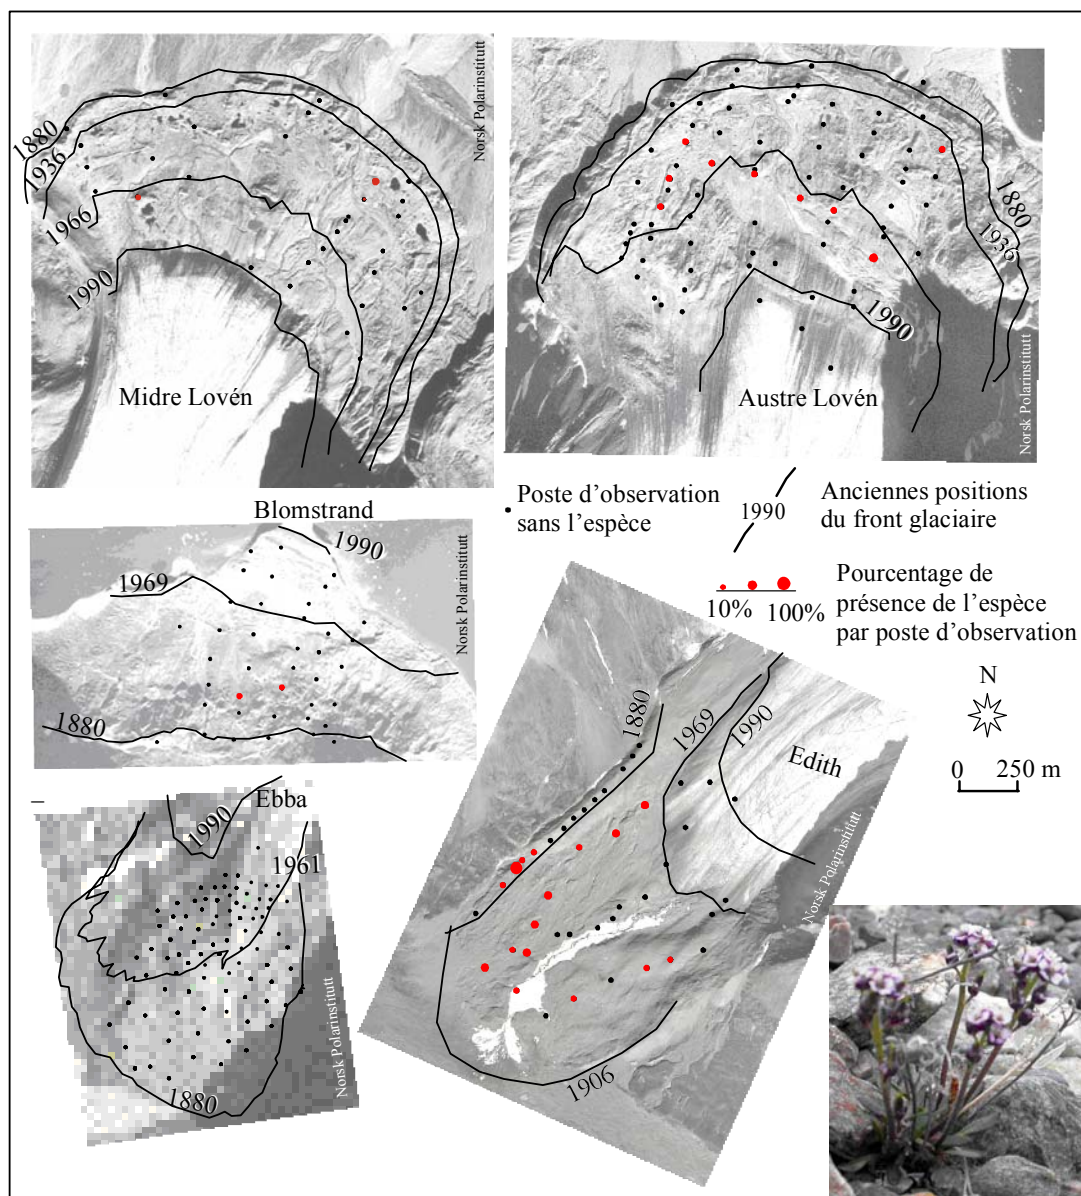 Norsk Polarinstitutt
1880
1936
1966
1990
Midre Lovén
Norsk Polarinstitutt
1880
1936
1990
Austre Lovén
Poste d'observation
sans l'espèce
1990
Anciennes positions
du front glaciaire
10% 100%
Pourcentage de
présence de l'espèce
par poste d'observation
N
0 250 m
Blomstrand
1990
1969
1880
Norsk Polarinstitutt
Ebba
1990
1961
1880
Norsk Polarinstitutt
1880
1969
1990
Edith
1906
Norsk Polarinstitutt